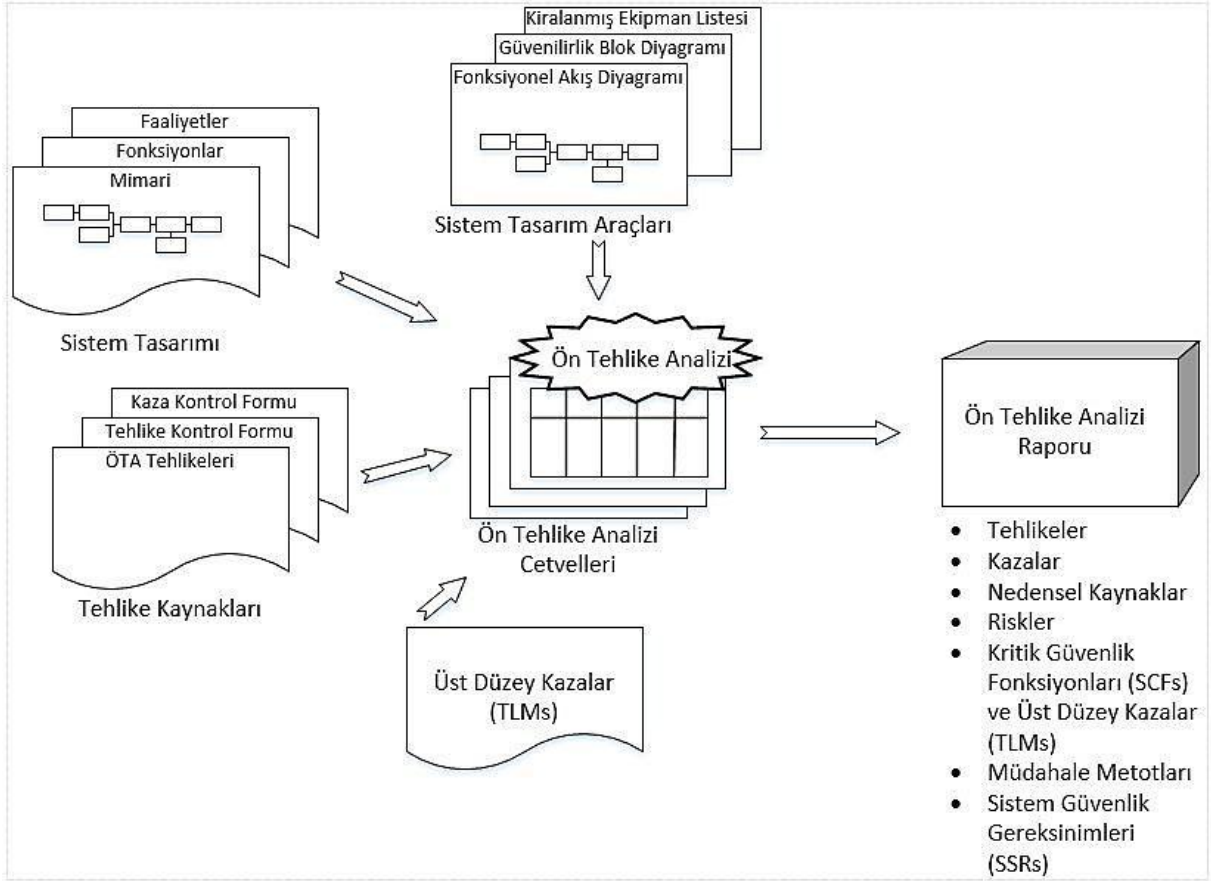 Kiralanmış Ekipman Listesi
Güvenilirlik Blok Diyagramı
Fonksiyonel Akış Diyagramı
Sistem Tasarım Araçları
Faaliyetler
Fonksiyonlar
Mimari
Sistem Tasarımı
Kaza Kontrol Formu
Tehlike Kontrol Formu
ÖTA Tehlikeleri
Tehlike Kaynakları
Ön Tehlike Analizi
Ön Tehlike Analizi
Cetvelleri
Üst Düzey Kazalar
(TLMs)
Ön Tehlike Analizi
Raporu
• Tehlikeler
• Kazalar
• Nedensel Kaynaklar
• Riskler
• Kritik Güvenlik
Fonksiyonları (SCFs)
ve Üst Düzey Kazalar
(TLMs)
• Müdahale Metotları
• Sistem Güvenlik
Gereksinimleri
(SSRs)